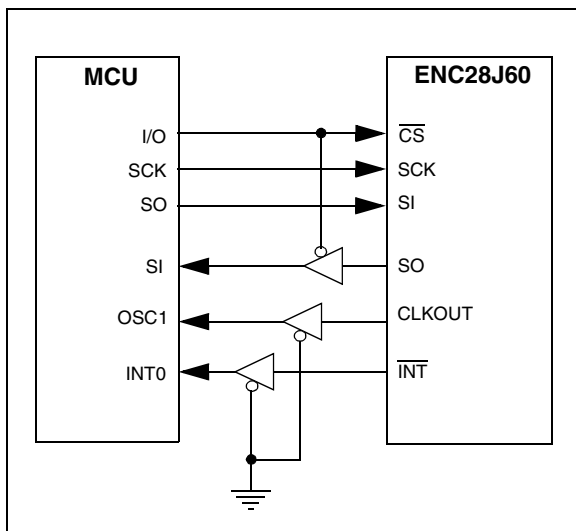 MCU
ENC28J60
I/O
CS
SCK
SCK
SO
SI
SI
SO
OSC1
CLKOUT
INT0
INT